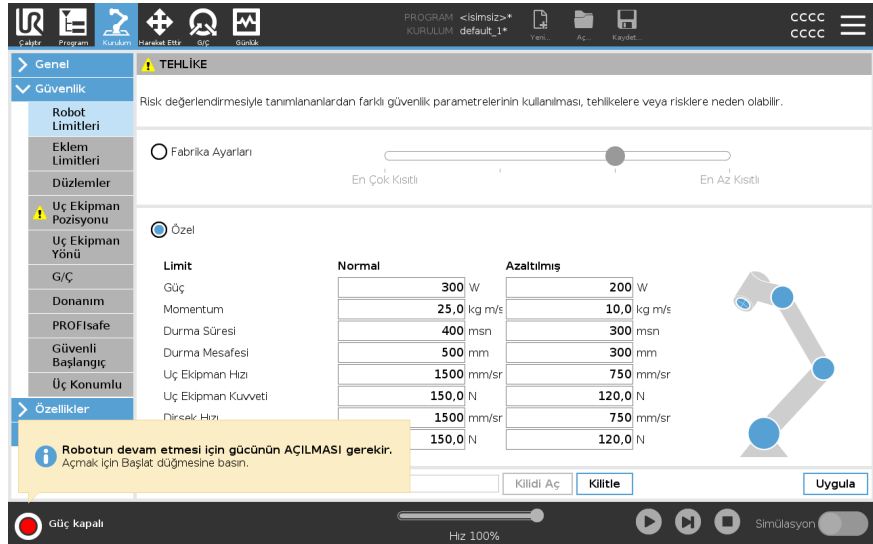 UR
PROGRAM <isimsiz>*
KURULUM default_1*
Çalıştır Program Kurulum Hareket Ettir G/Ç Günlük
Yeni... Aç... Kaydet...
cccc
cccc
Genel
Güvenlik
Robot
Limitleri
Eklem
Limitleri
Düzlemler
Uç Ekipman
Pozisyonu
Uç Ekipman
Yönü
G/Ç
Donanım
PROFIsafe
Güvenli
Başlangıç
Üç Konumlu
Özellikler
TEHLİKE
Risk değerlendirmesiyle tanımlananlardan farklı güvenlik parametrelerinin kullanılması, tehlikelere veya risklere neden olabilir.
Fabrika Ayarları
En Çok Kısıtlı En Az Kısıtlı
Özel
Limit Normal Azaltılmış
Güç 300 W 200 W
Momentum 25,0 kg m/s 10,0 kg m/s
Durma Süresi 400 msn 300 msn
Durma Mesafesi 500 mm 300 mm
Uç Ekipman Hızı 1500 mm/sn 750 mm/sn
Uç Ekipman Kuvveti 150,0 N 120,0 N
Dirsek Hızı 1500 mm/sn 750 mm/sn
150,0 N 120,0 N
Robotun devam etmesi için gücünün AÇILMASI gerekir.
Açmak için Başlat düğmesine basın.
Kilidi Aç Kilitle Uygula
Güç kapalı
Hız 100%
Simülasyon